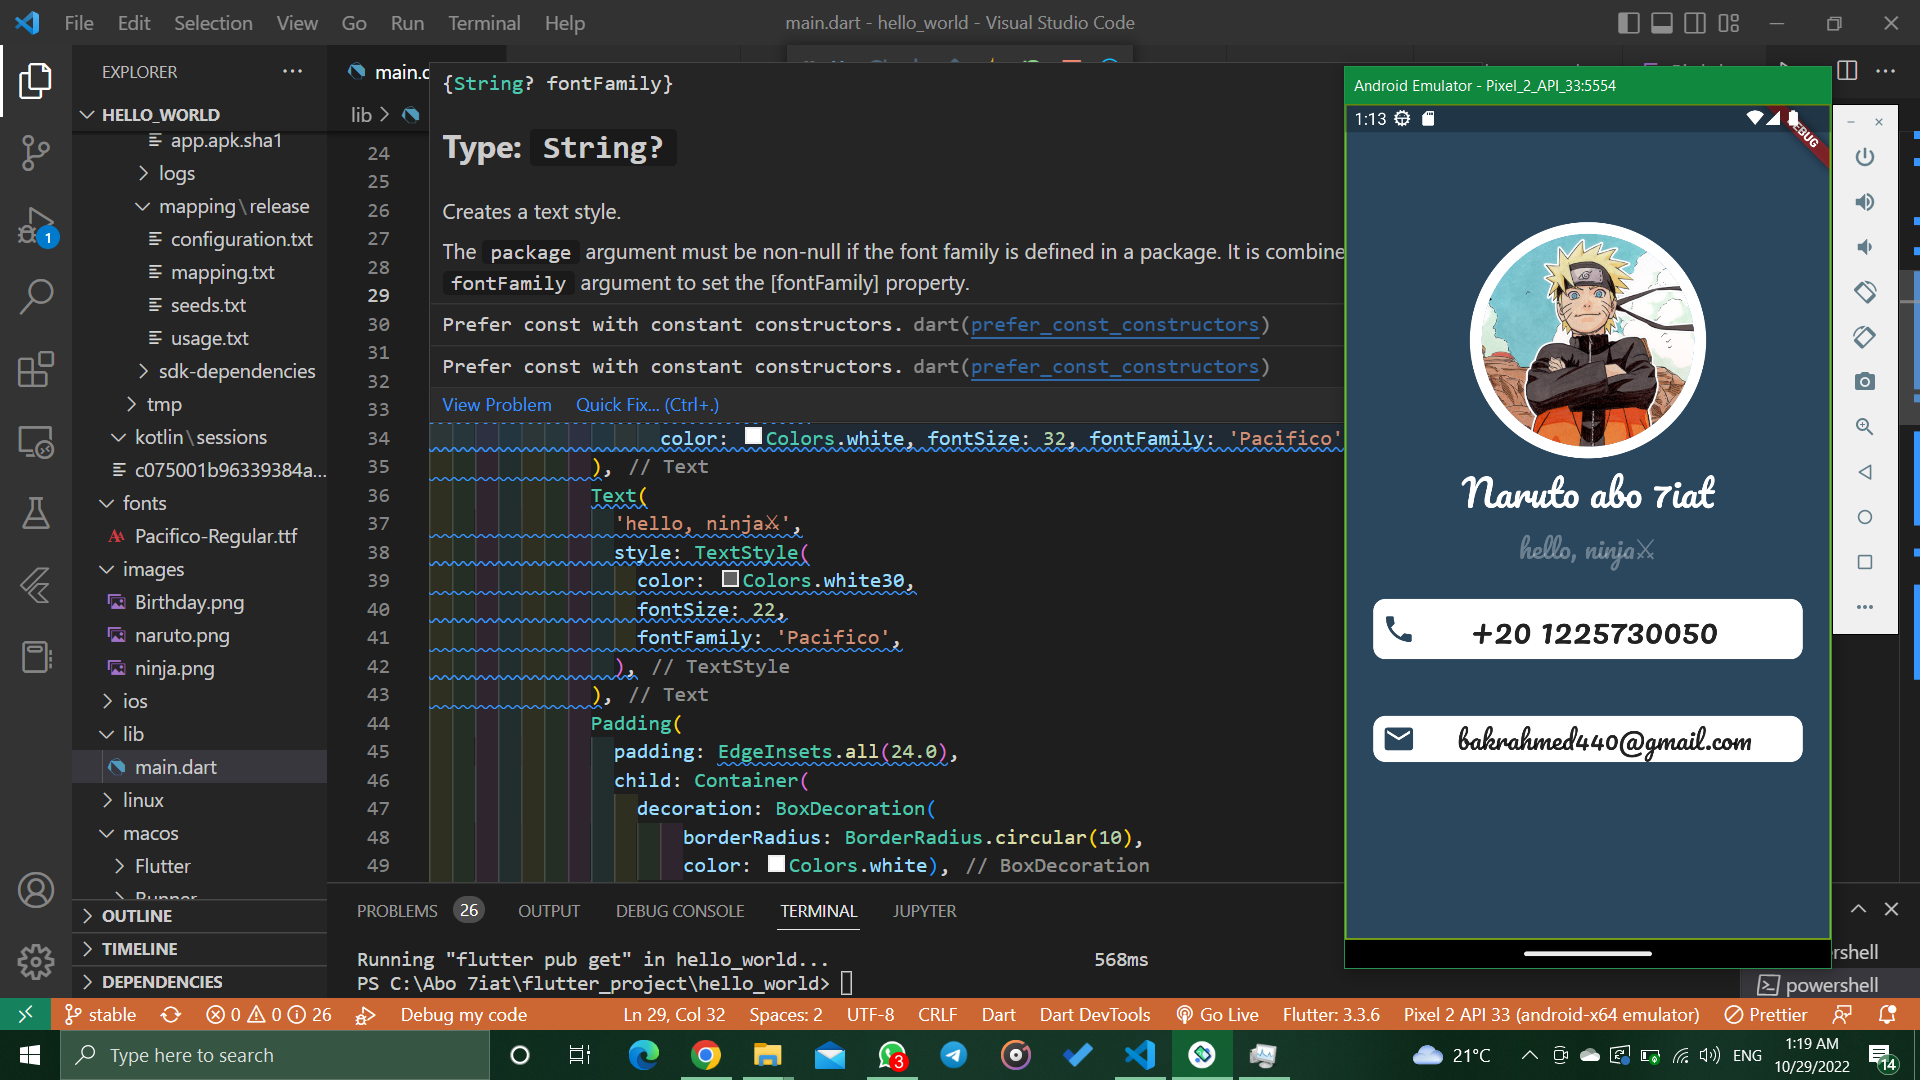 File Edit Selection View Go Run Terminal Help
main.dart - hello_world - Visual Studio Code
EXPLORER
HELLO_WORLD
app.apk.sha1
logs
mapping\release
configuration.txt
mapping.txt
seeds.txt
usage.txt
sdk-dependencies
tmp
kotlin\sessions
c075001b96339384a...
fonts
Pacifico-Regular.ttf
images
Birthday.png
naruto.png
ninja.png
ios
lib
main.dart
linux
macos
Flutter
Runner
OUTLINE
TIMELINE
DEPENDENCIES
main.d
lib
{String? fontFamily}
Type: String?
Creates a text style.
The package argument must be non-null if the font family is defined in a package. It is combine
fontFamily argument to set the [fontFamily] property.
Prefer const with constant constructors. dart(prefer_const_constructors)
Prefer const with constant constructors. dart(prefer_const_constructors)
View Problem Quick Fix... (Ctrl+.)
24
25
26
27
28
29
30
31
32
33
34 color: Colors.white, fontSize: 32, fontFamily: 'Pacifico'
35 ), // Text
36 Text(
37 'hello, ninja⚔',
38 style: TextStyle(
39 color: Colors.white30,
40 fontSize: 22,
41 fontFamily: 'Pacifico',
42 ), // TextStyle
43 ), // Text
44 Padding(
45 padding: EdgeInsets.all(24.0),
46 child: Container(
47 decoration: BoxDecoration(
48 borderRadius: BorderRadius.circular(10),
49 color: Colors.white), // BoxDecoration
PROBLEMS 26 OUTPUT DEBUG CONSOLE TERMINAL JUPYTER
Running "flutter pub get" in hello_world... 568ms
PS C:\Abo 7iat\flutter_project\hello_world>
rshell
powershell
Android Emulator - Pixel_2_API_33:5554
1:13
Naruto abo 7iat
hello, ninja⚔
+20 1225730050
bakrahmed440@gmail.com
1
stable 0 0 26 Debug my code Ln 29, Col 32 Spaces: 2 UTF-8 CRLF Dart Dart DevTools Go Live Flutter: 3.3.6 Pixel 2 API 33 (android-x64 emulator) Prettier
Type here to search
3
21°C
ENG
1:19 AM
10/29/2022
14